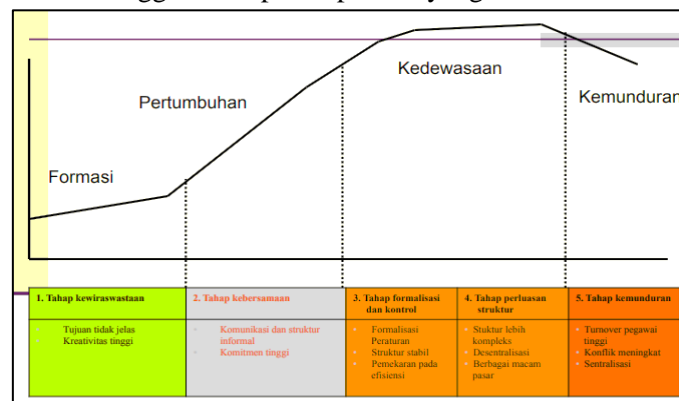 Kedewasaan
Pertumbuhan
Kemunduran
Formasi
1. Tahap kewiraswastaan
Tujuan tidak jelas
Kreativitas tinggi
2. Tahap kebersamaan
Komunikasi dan struktur
informal
Komitmen tinggi
3. Tahap formalisasi
dan kontrol
Formalisasi
Peraturan
Struktur stabil
Pemekaran pada
efisiensi
4. Tahap perluasan
struktur
Stuktur lebih
kompleks
Desentralisasi
Berbagai macam
pasar
5. Tahap kemunduran
Turnover pegawai
tinggi
Konflik meningkat
Sentralisasi